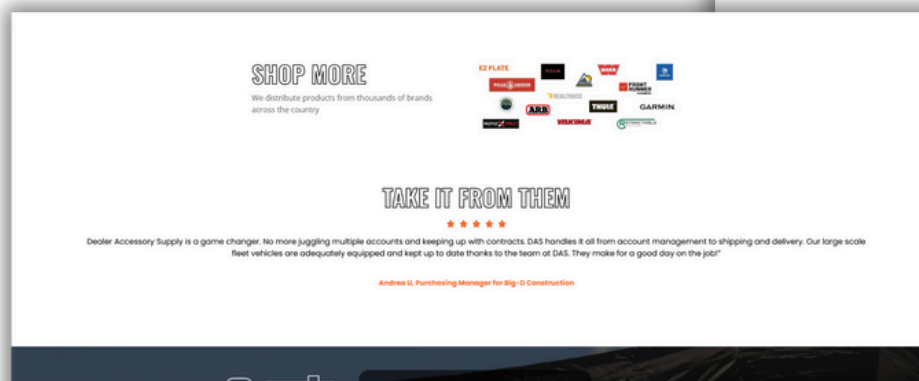 SHOP MORE
We distribute products from thousands of brands
across the country
EZ FLATE
WARN
FRONT
RUNNER
REALTRUCK
ARB
THULE
GARMIN.
YAKIMA
TAKE IT FROM THEM
Dealer Accessory Supply is a game changer. No more juggling multiple accounts and keeping up with contracts. DAS handles it all from account management to shipping and delivery. Our large scale
fleet vehicles are adequately equipped and kept up to date thanks to the team at DAS. They make for a good day on the job!"
Andrea U, Purchasing Manager for Big-D Construction